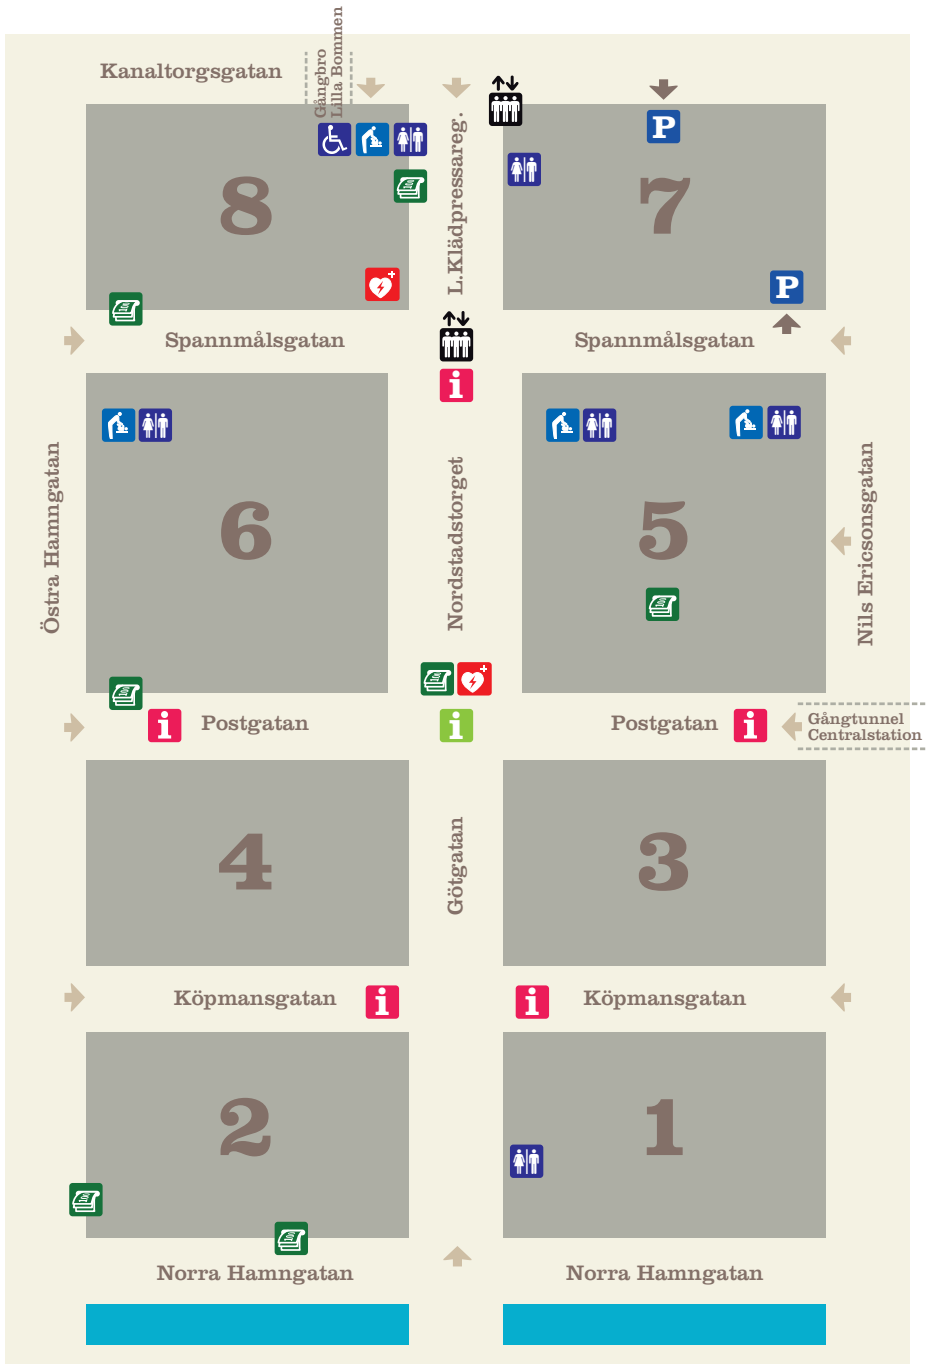 Kanaltorgsgatan
Gångbro
Lilla Bommen
L.Klädpressareg.
P
8
7
P
Spannmålsgatan
Spannmålsgatan
i
Östra Hamngatan
6
Nordstadstorget
5
Nils Ericsonsgatan
i
Postgatan
i
Postgatan
i
Gångtunnel
Centralstation
4
Götgatan
3
Köpmansgatan
i
i
Köpmansgatan
2
1
Norra Hamngatan
Norra Hamngatan